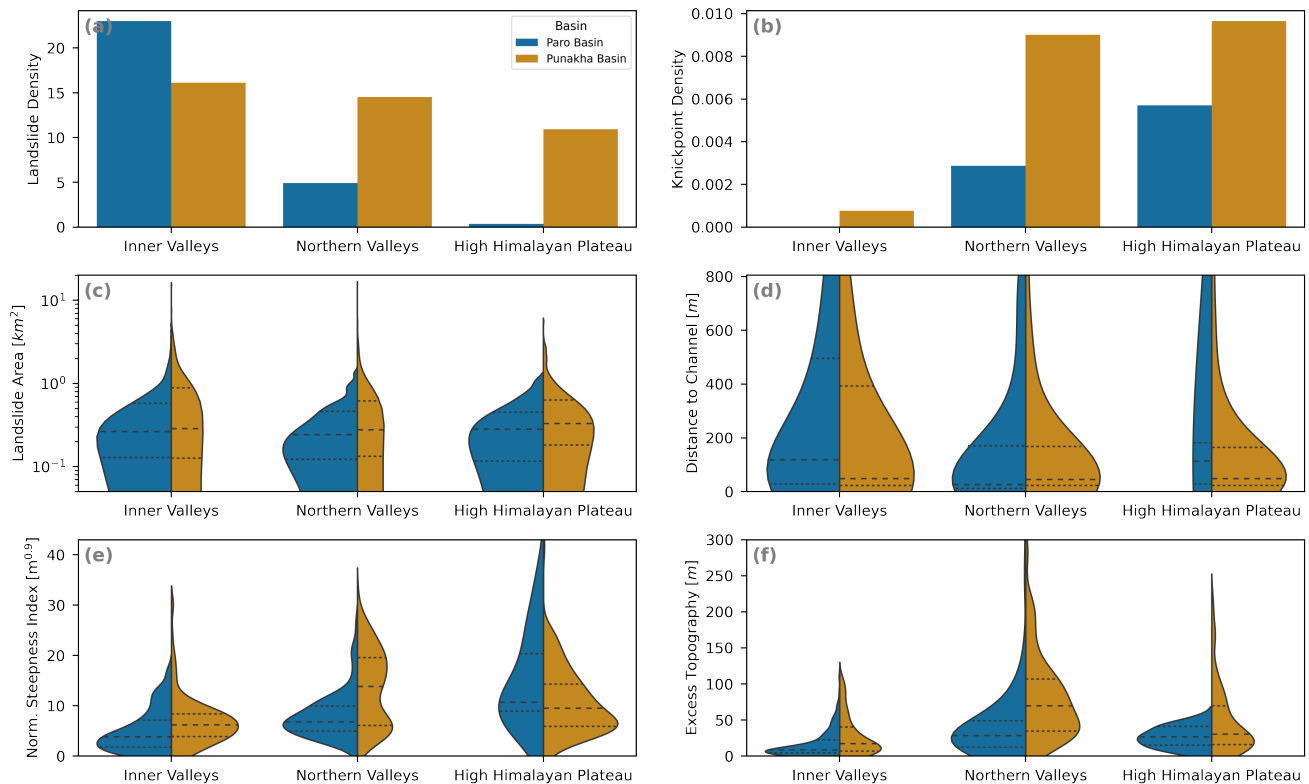 (a)
Basin
Paro Basin
Punakha Basin
Landslide Density
20
15
10
5
0
Inner Valleys Northern Valleys High Himalayan Plateau
(b)
Knickpoint Density
0.010
0.008
0.006
0.004
0.002
0.000
Inner Valleys Northern Valleys High Himalayan Plateau
(c)
Landslide Area [km²]
10¹
10⁰
10⁻¹
Inner Valleys Northern Valleys High Himalayan Plateau
(d)
Distance to Channel [m]
800
600
400
200
0
Inner Valleys Northern Valleys High Himalayan Plateau
(e)
Norm. Steepness Index [m⁰·⁹]
40
30
20
10
0
Inner Valleys Northern Valleys High Himalayan Plateau
(f)
Excess Topography [m]
300
250
200
150
100
50
0
Inner Valleys Northern Valleys High Himalayan Plateau